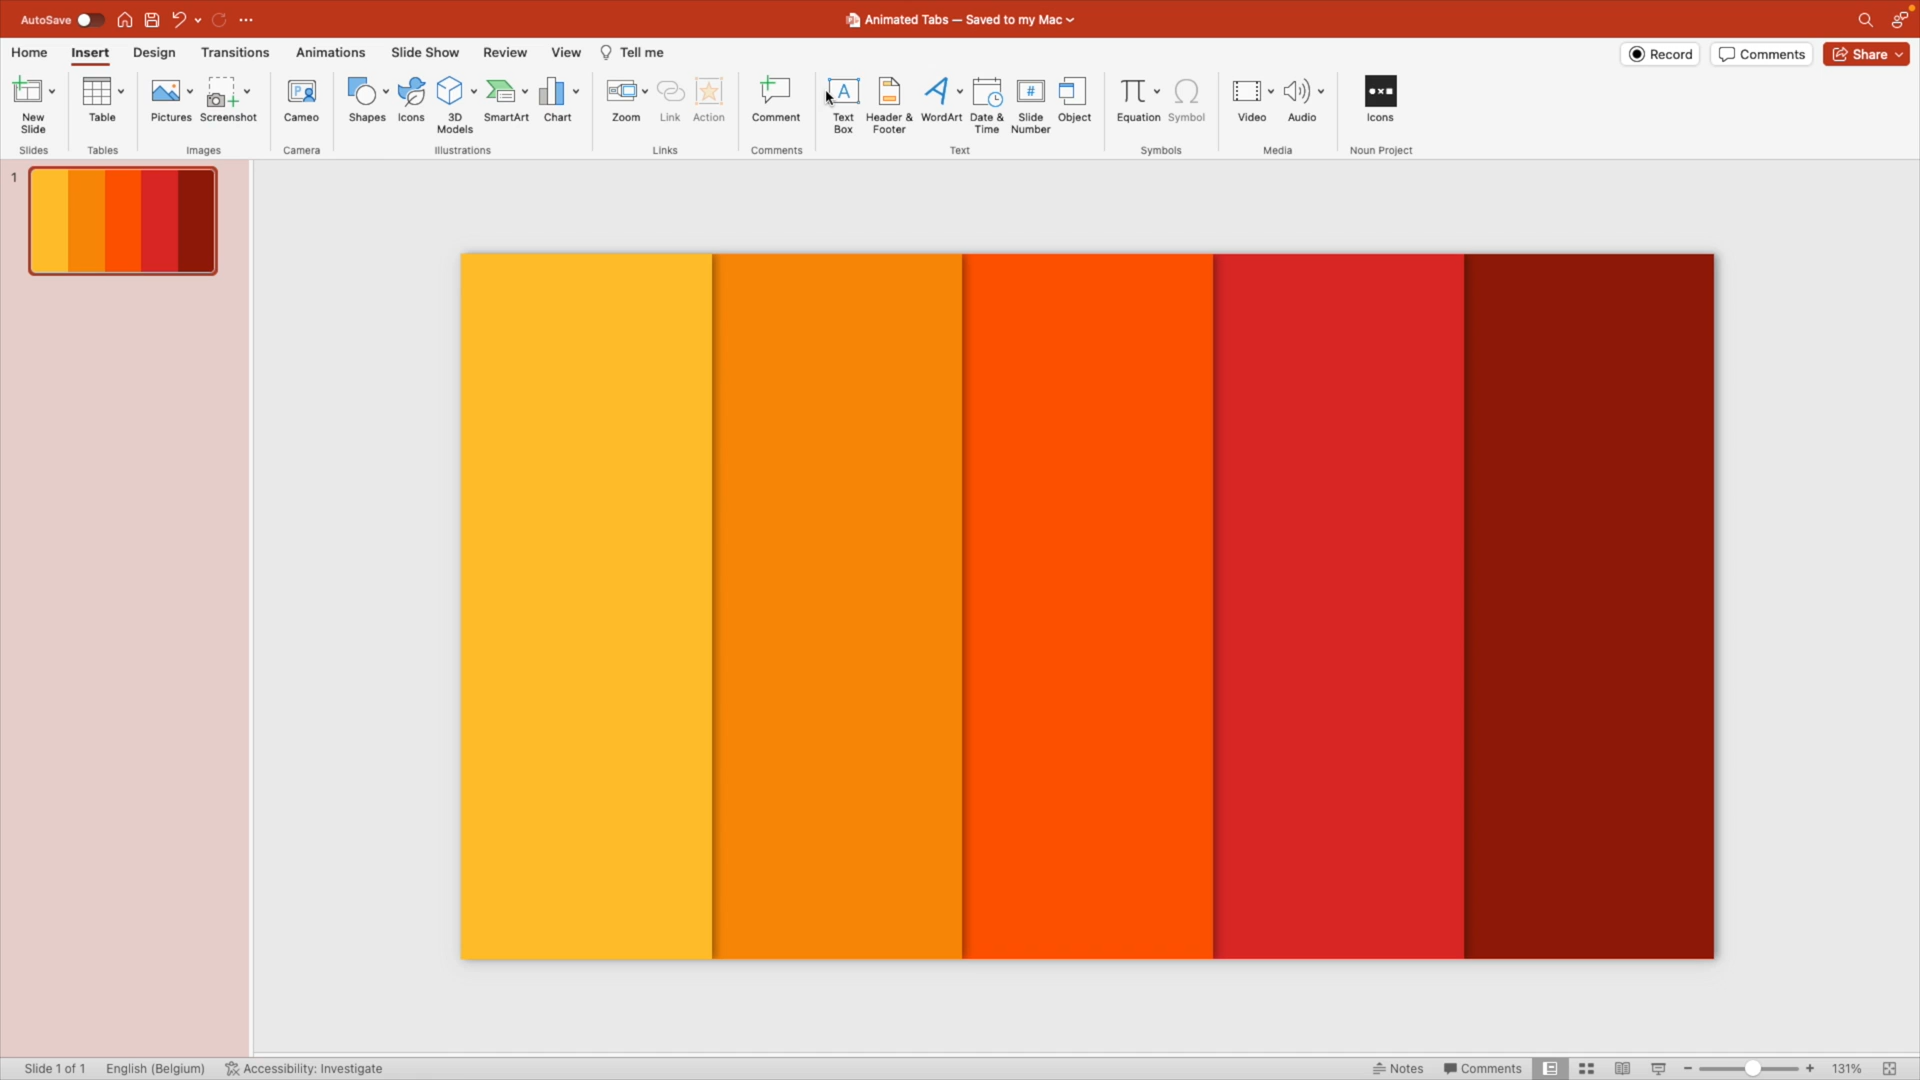 AutoSave
Animated Tabs — Saved to my Mac
Home Insert Design Transitions Animations Slide Show Review View Tell me
Record Comments Share
New Slide
Table
Pictures
Screenshot
Cameo
Shapes
Icons
3D Models
SmartArt
Chart
Zoom
Link
Action
Comment
A
Text Box
Header & Footer
WordArt
Date & Time
#
Slide Number
Object
Equation
Symbol
Video
Audio
Icons
Slides Tables Images Camera Illustrations Links Comments Text Symbols Media Noun Project
1
Slide 1 of 1 English (Belgium) Accessibility: Investigate Notes Comments 131%